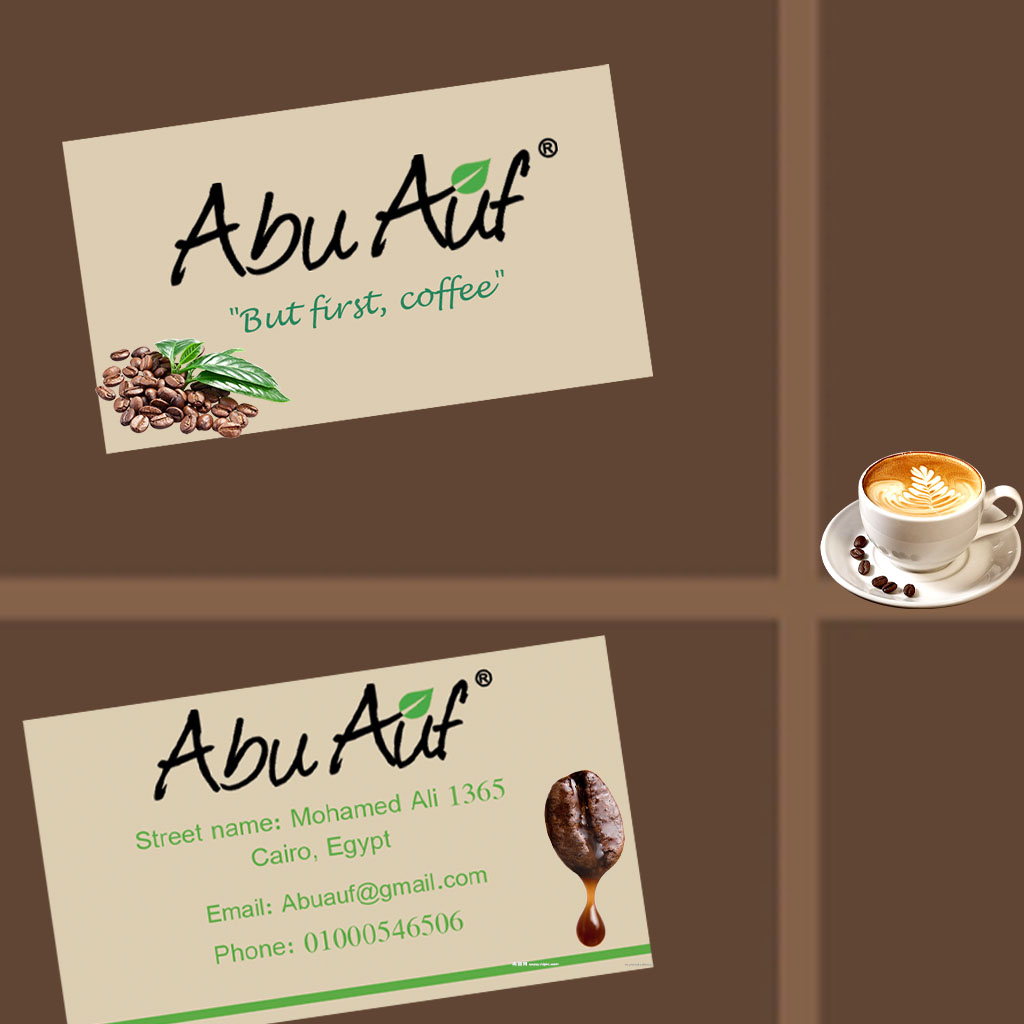 Abu Auf®
"But first, coffee"
Abu Auf®
Street name: Mohamed Ali 1365
Cairo, Egypt
Email: Abuauf@gmail.com
Phone: 01000546506